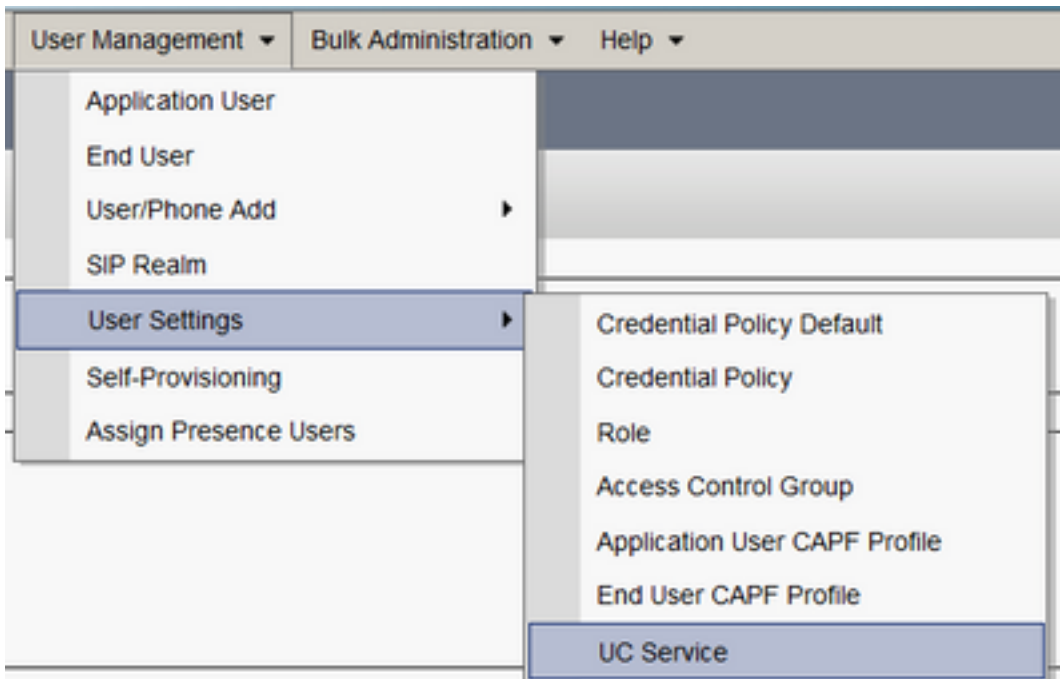 User Management Bulk Administration Help
Application User
End User
User/Phone Add
SIP Realm
User Settings
Self-Provisioning
Assign Presence Users
Credential Policy Default
Credential Policy
Role
Access Control Group
Application User CAPF Profile
End User CAPF Profile
UC Service